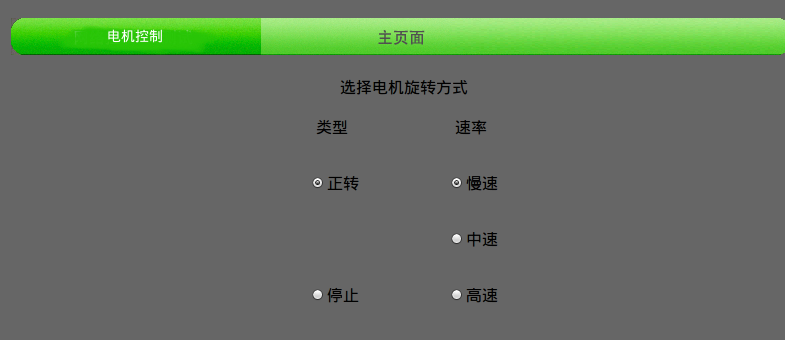 电机控制 主页面
选择电机旋转方式
类型 速率
正转 慢速
中速
停止 高速